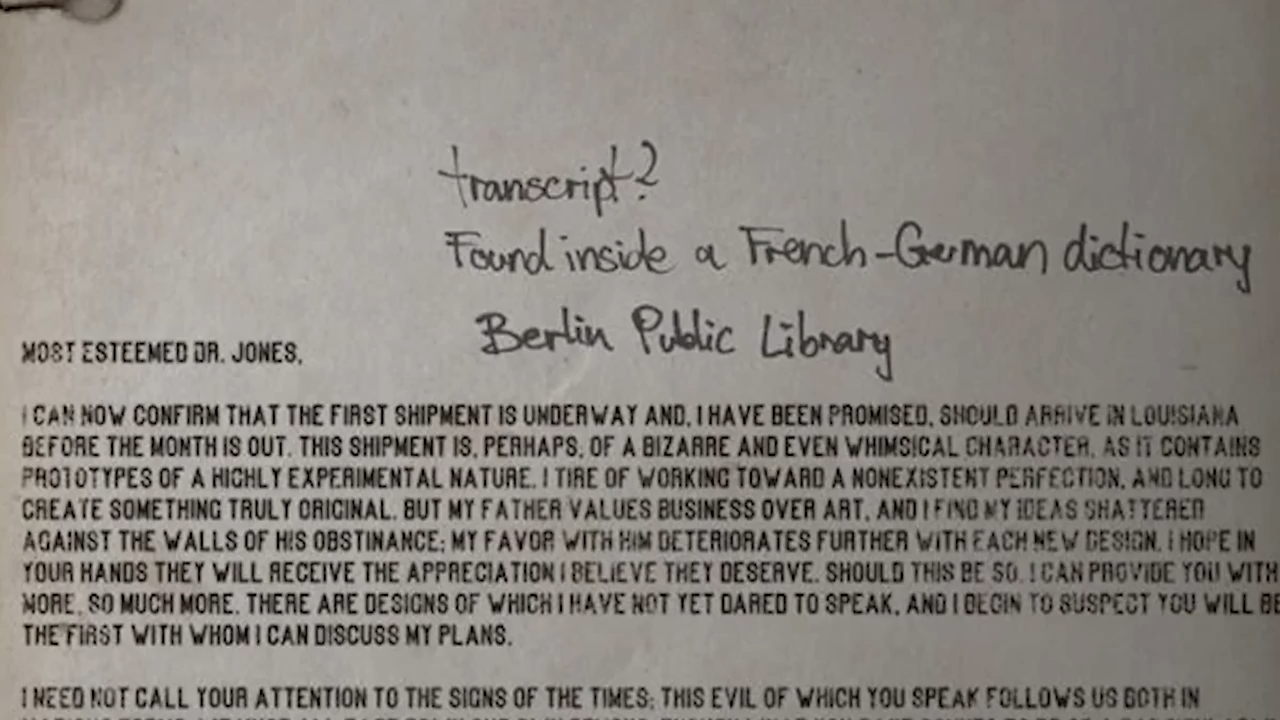 transcript?
Found inside a French-German dictionary
Berlin Public Library
MOST ESTEEMED DR. JONES,
I CAN NOW CONFIRM THAT THE FIRST SHIPMENT IS UNDERWAY AND, I HAVE BEEN PROMISED, SHOULD ARRIVE IN LOUISIANA
BEFORE THE MONTH IS OUT. THIS SHIPMENT IS, PERHAPS, OF A BIZARRE AND EVEN WHIMSICAL CHARACTER, AS IT CONTAINS
PROTOTYPES OF A HIGHLY EXPERIMENTAL NATURE. I TIRE OF WORKING TOWARD A NONEXISTENT PERFECTION, AND LONG TO
CREATE SOMETHING TRULY ORIGINAL. BUT MY FATHER VALUES BUSINESS OVER ART, AND I FIND MY IDEAS SHATTERED
AGAINST THE WALLS OF HIS OBSTINANCE; MY FAVOR WITH HIM DETERIORATES FURTHER WITH EACH NEW DESIGN. I HOPE IN
YOUR HANDS THEY WILL RECEIVE THE APPRECIATION I BELIEVE THEY DESERVE. SHOULD THIS BE SO, I CAN PROVIDE YOU WITH
MORE, SO MUCH MORE. THERE ARE DESIGNS OF WHICH I HAVE NOT YET DARED TO SPEAK, AND I BEGIN TO SUSPECT YOU WILL BE
THE FIRST WITH WHOM I CAN DISCUSS MY PLANS.
I NEED NOT CALL YOUR ATTENTION TO THE SIGNS OF THE TIMES; THIS EVIL OF WHICH YOU SPEAK FOLLOWS US BOTH IN